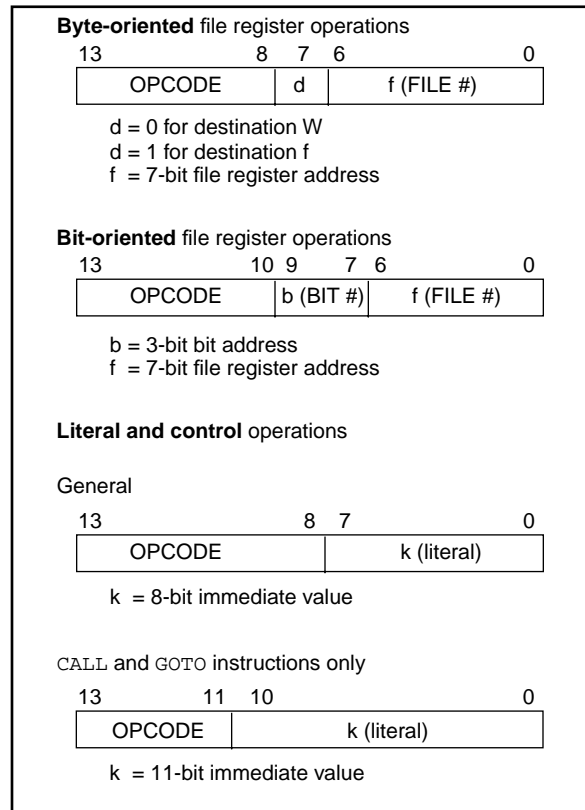 Byte-oriented file register operations
13 8 7 6 0
OPCODE d f (FILE #)
d = 0 for destination W
d = 1 for destination f
f = 7-bit file register address
Bit-oriented file register operations
13 10 9 7 6 0
OPCODE b (BIT #) f (FILE #)
b = 3-bit bit address
f = 7-bit file register address
Literal and control operations
General
13 8 7 0
OPCODE k (literal)
k = 8-bit immediate value
CALL and GOTO instructions only
13 11 10 0
OPCODE k (literal)
k = 11-bit immediate value